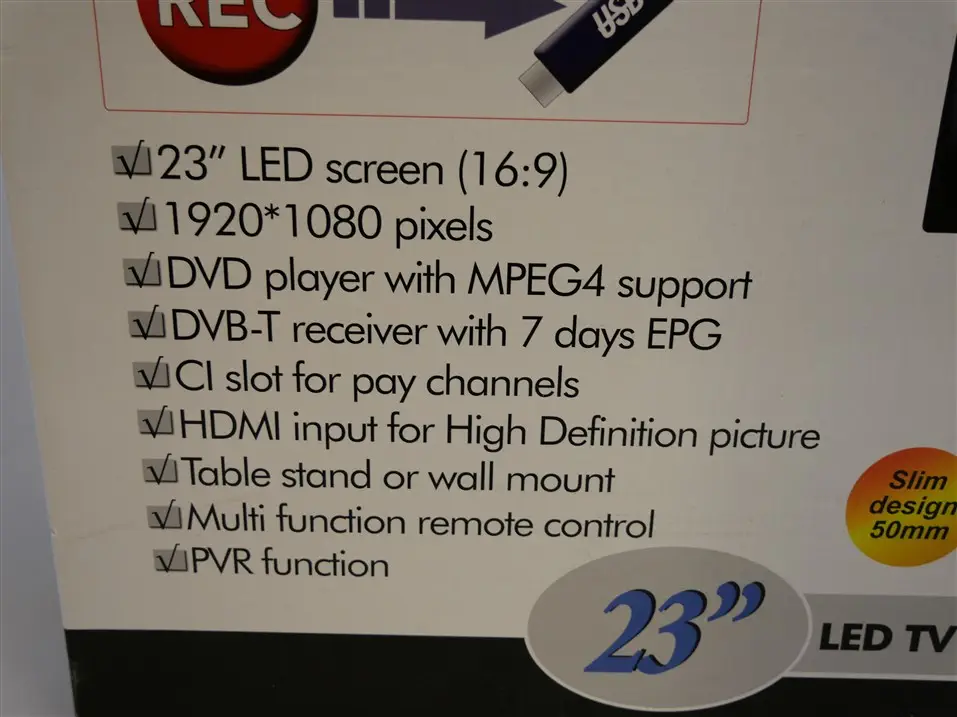 REC
USB
23" LED screen (16:9)
1920*1080 pixels
DVD player with MPEG4 support
DVB-T receiver with 7 days EPG
CI slot for pay channels
HDMI input for High Definition picture
Table stand or wall mount
Multi function remote control
PVR function
Slim
design
50mm
23"
LED TV